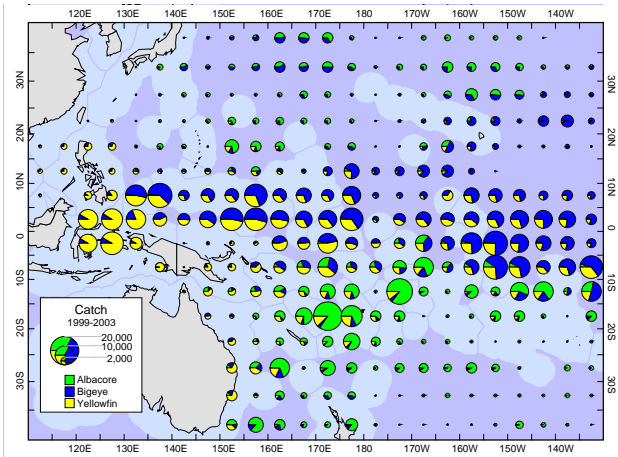 120E 130E 140E 150E 160E 170E 170W 160W 150W 140W
30N 30N
20N 20N
10N 10N
0 0
10S 10S
20S 20S
30S 30S
Catch
1999-2003
20,000
10,000
2,000
Albacore
Bigeye
Yellowfin
120E 130E 140E 150E 160E 170E 170W 160W 150W 140W